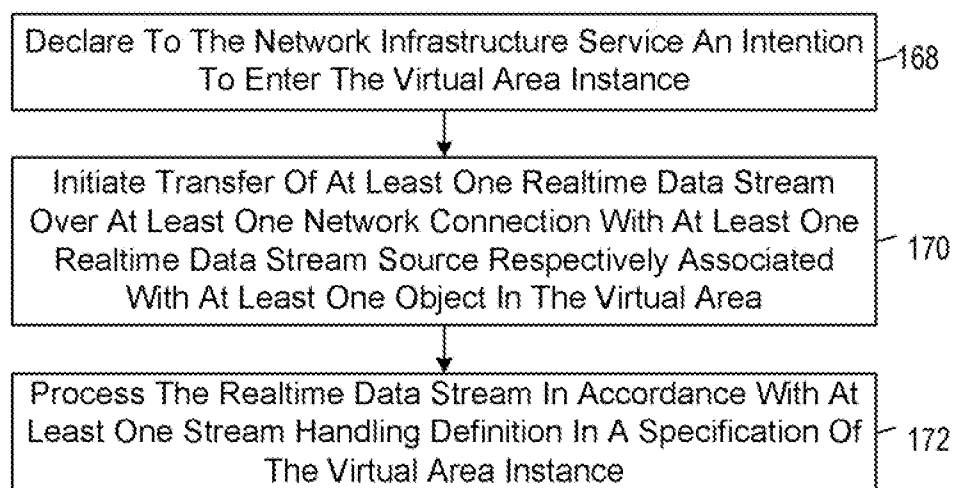 Declare To The Network Infrastructure Service An Intention
To Enter The Virtual Area Instance
168
Initiate Transfer Of At Least One Realtime Data Stream
Over At Least One Network Connection With At Least One
Realtime Data Stream Source Respectively Associated
With At Least One Object In The Virtual Area
170
Process The Realtime Data Stream In Accordance With At
Least One Stream Handling Definition In A Specification Of
The Virtual Area Instance
172